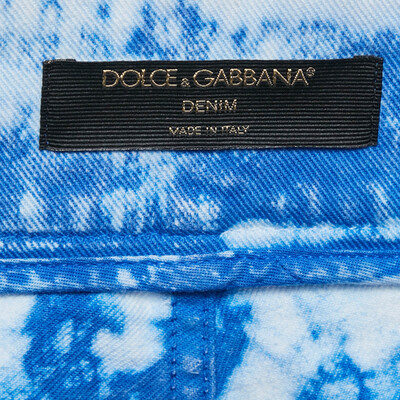 DOLCE & GABBANA®
DENIM
MADE IN ITALY